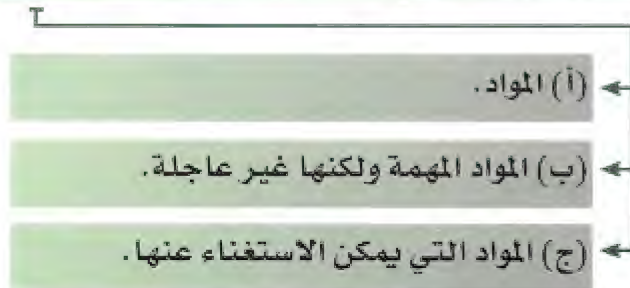 (أ) المواد.
(ب) المواد المهمة ولكنها غير عاجلة.
(ج) المواد التي يمكن الاستغناء عنها.